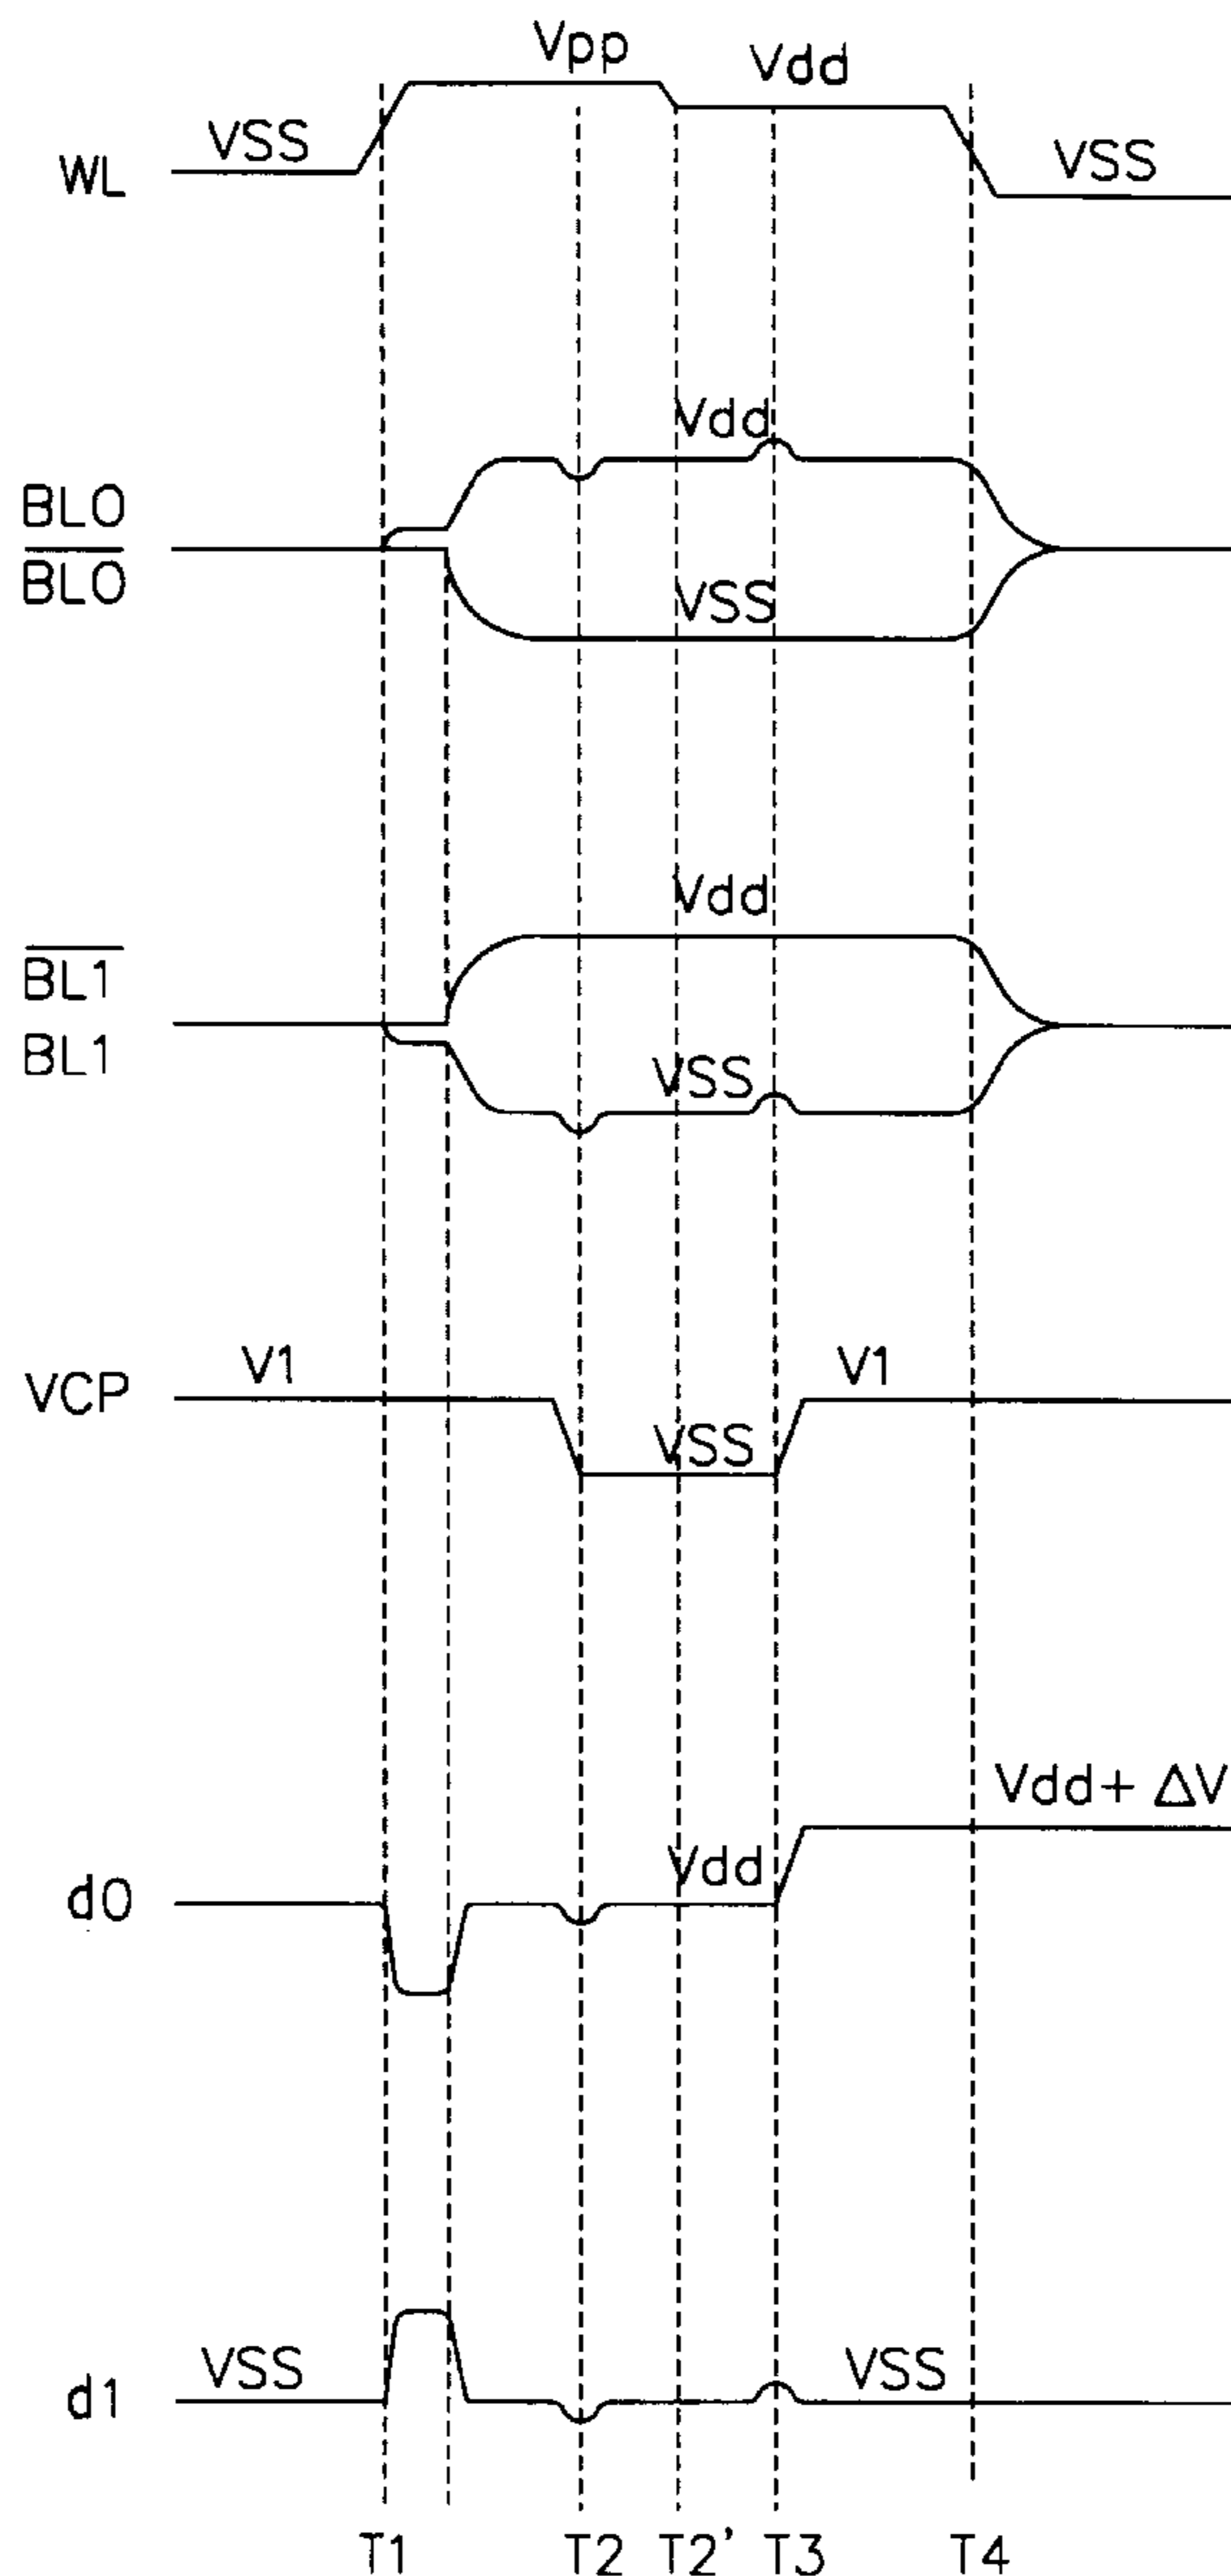 Vpp Vdd
WL VSS VSS
Vdd
BL0
BL0
VSS
Vdd
BL1
BL1
VSS
VCP V1 V1
VSS
Vdd+ ΔV
d0 Vdd
d1 VSS VSS
T1 T2 T2' T3 T4